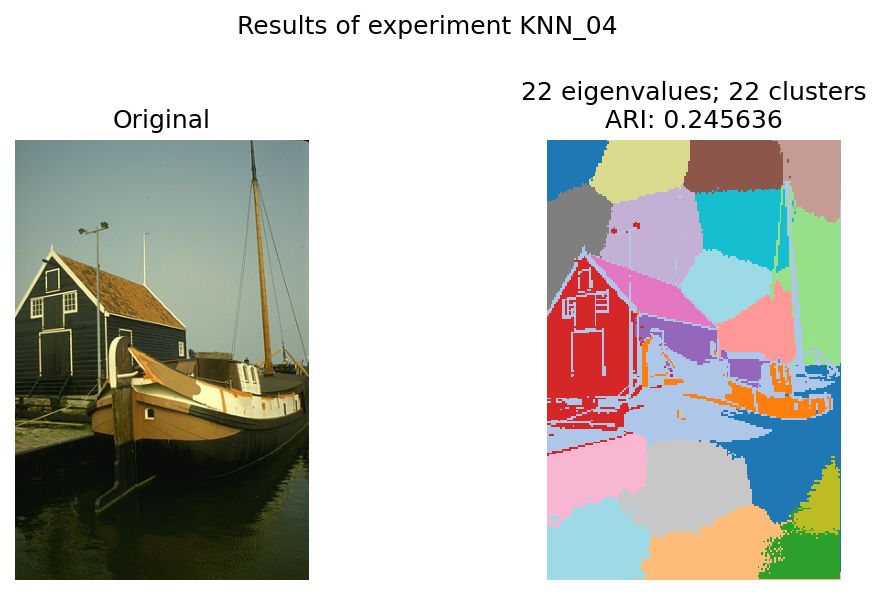 Results of experiment KNN_04
Original
22 eigenvalues; 22 clusters
ARI: 0.245636